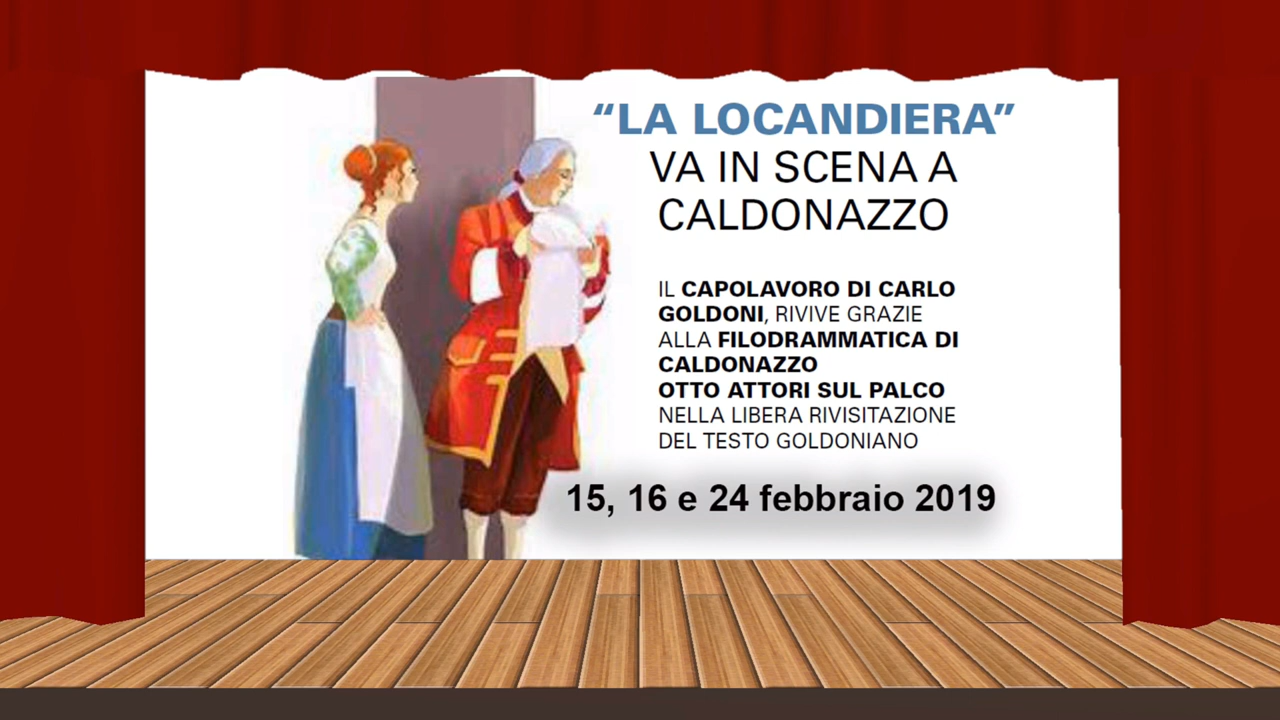 “LA LOCANDIERA”
VA IN SCENA A
CALDONAZZO
IL CAPOLAVORO DI CARLO
GOLDONI, RIVIVE GRAZIE
ALLA FILODRAMMATICA DI
CALDONAZZO
OTTO ATTORI SUL PALCO
NELLA LIBERA RIVISITAZIONE
DEL TESTO GOLDONIANO
15, 16 e 24 febbraio 2019